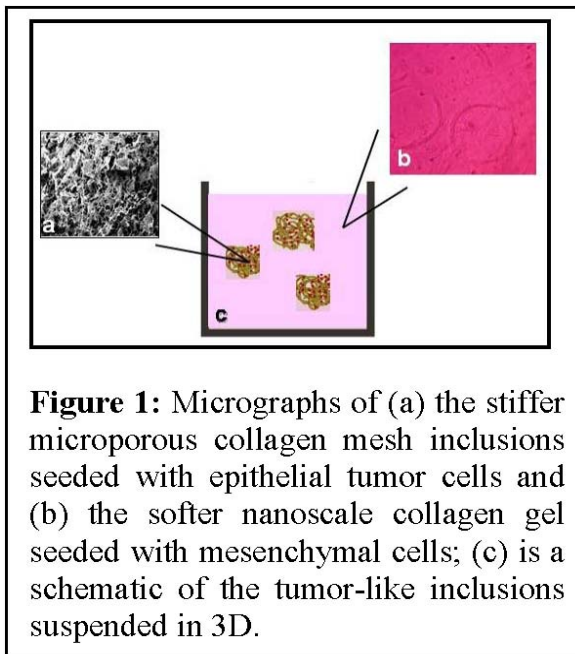 a
b
c
Figure 1: Micrographs of (a) the stiffer
microporous collagen mesh inclusions
seeded with epithelial tumor cells and
(b) the softer nanoscale collagen gel
seeded with mesenchymal cells; (c) is a
schematic of the tumor-like inclusions
suspended in 3D.